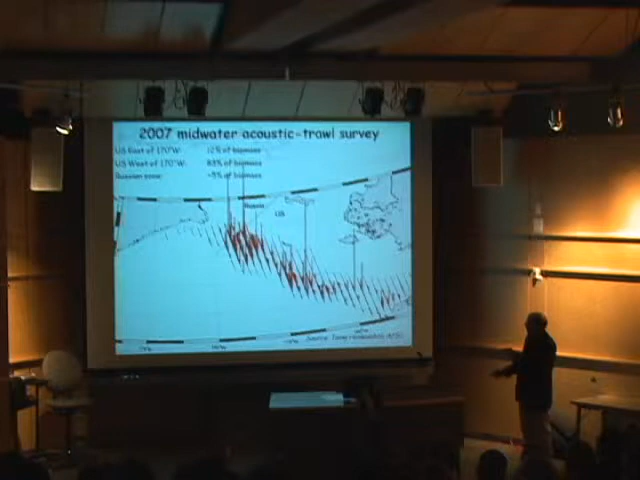 2007 midwater acoustic-trawl survey
US East of 170°W: 12% of biomass
US West of 170°W: 83% of biomass
Russian zone: ~5% of biomass
Russia
US